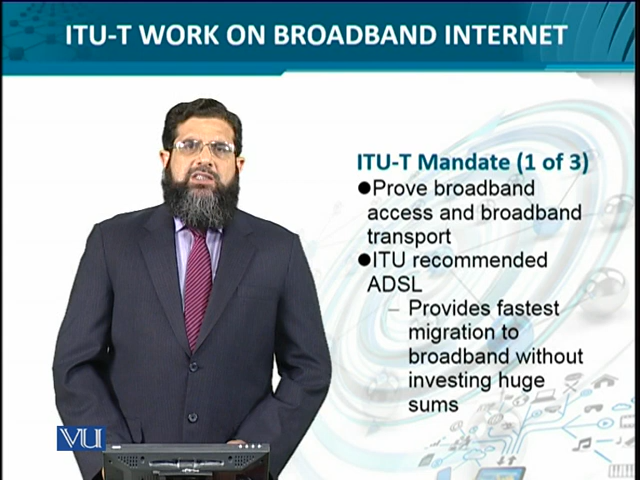 ITU-T WORK ON BROADBAND INTERNET
ITU-T Mandate (1 of 3)
●Prove broadband
access and broadband
transport
●ITU recommended
ADSL
– Provides fastest
migration to
broadband without
investing huge
sums
VU